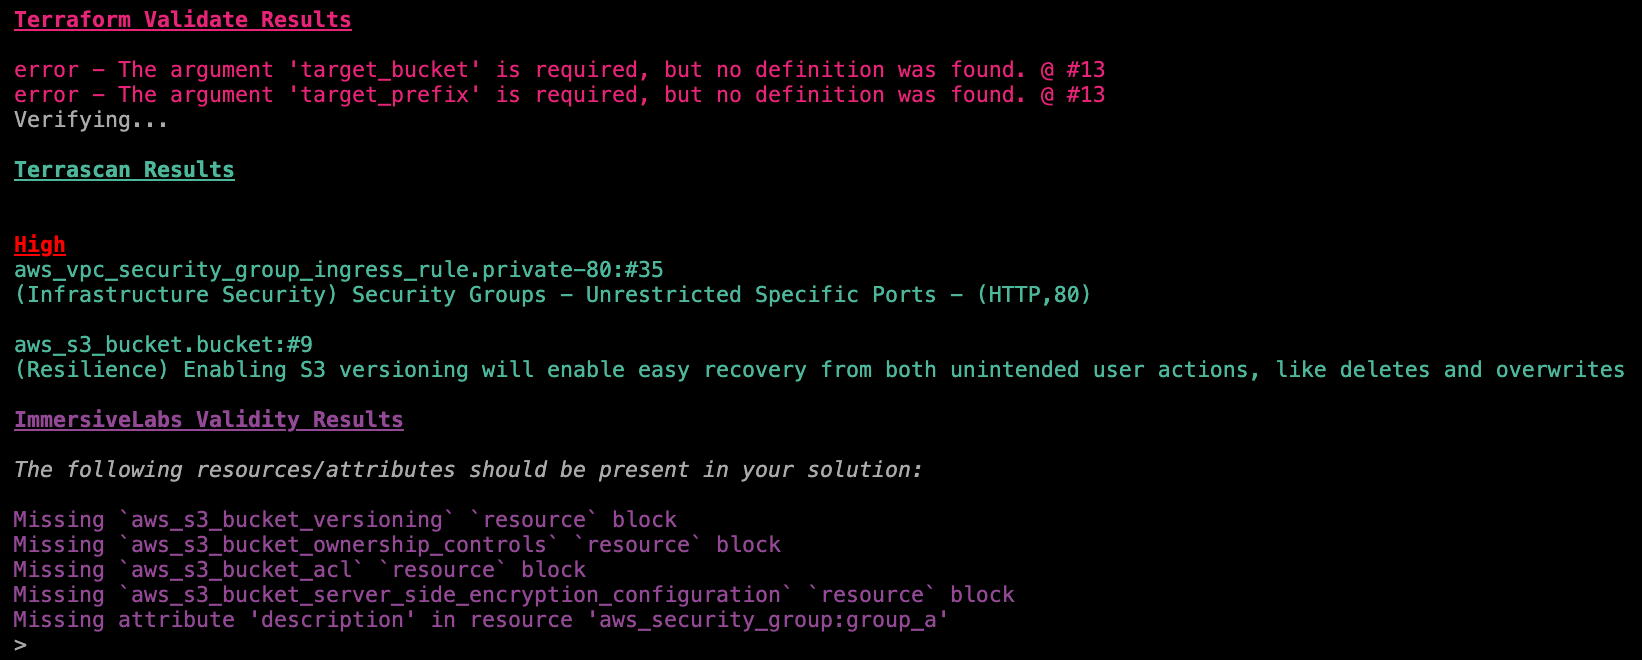 Terraform Validate Results
error - The argument 'target_bucket' is required, but no definition was found. @ #13
error - The argument 'target_prefix' is required, but no definition was found. @ #13
Verifying...
Terrascan Results
High
aws_vpc_security_group_ingress_rule.private-80:#35
(Infrastructure Security) Security Groups - Unrestricted Specific Ports - (HTTP,80)
aws_s3_bucket.bucket:#9
(Resilience) Enabling S3 versioning will enable easy recovery from both unintended user actions, like deletes and overwrites
ImmersiveLabs Validity Results
The following resources/attributes should be present in your solution:
Missing `aws_s3_bucket_versioning` `resource` block
Missing `aws_s3_bucket_ownership_controls` `resource` block
Missing `aws_s3_bucket_acl` `resource` block
Missing `aws_s3_bucket_server_side_encryption_configuration` `resource` block
Missing attribute 'description' in resource 'aws_security_group:group_a'
>